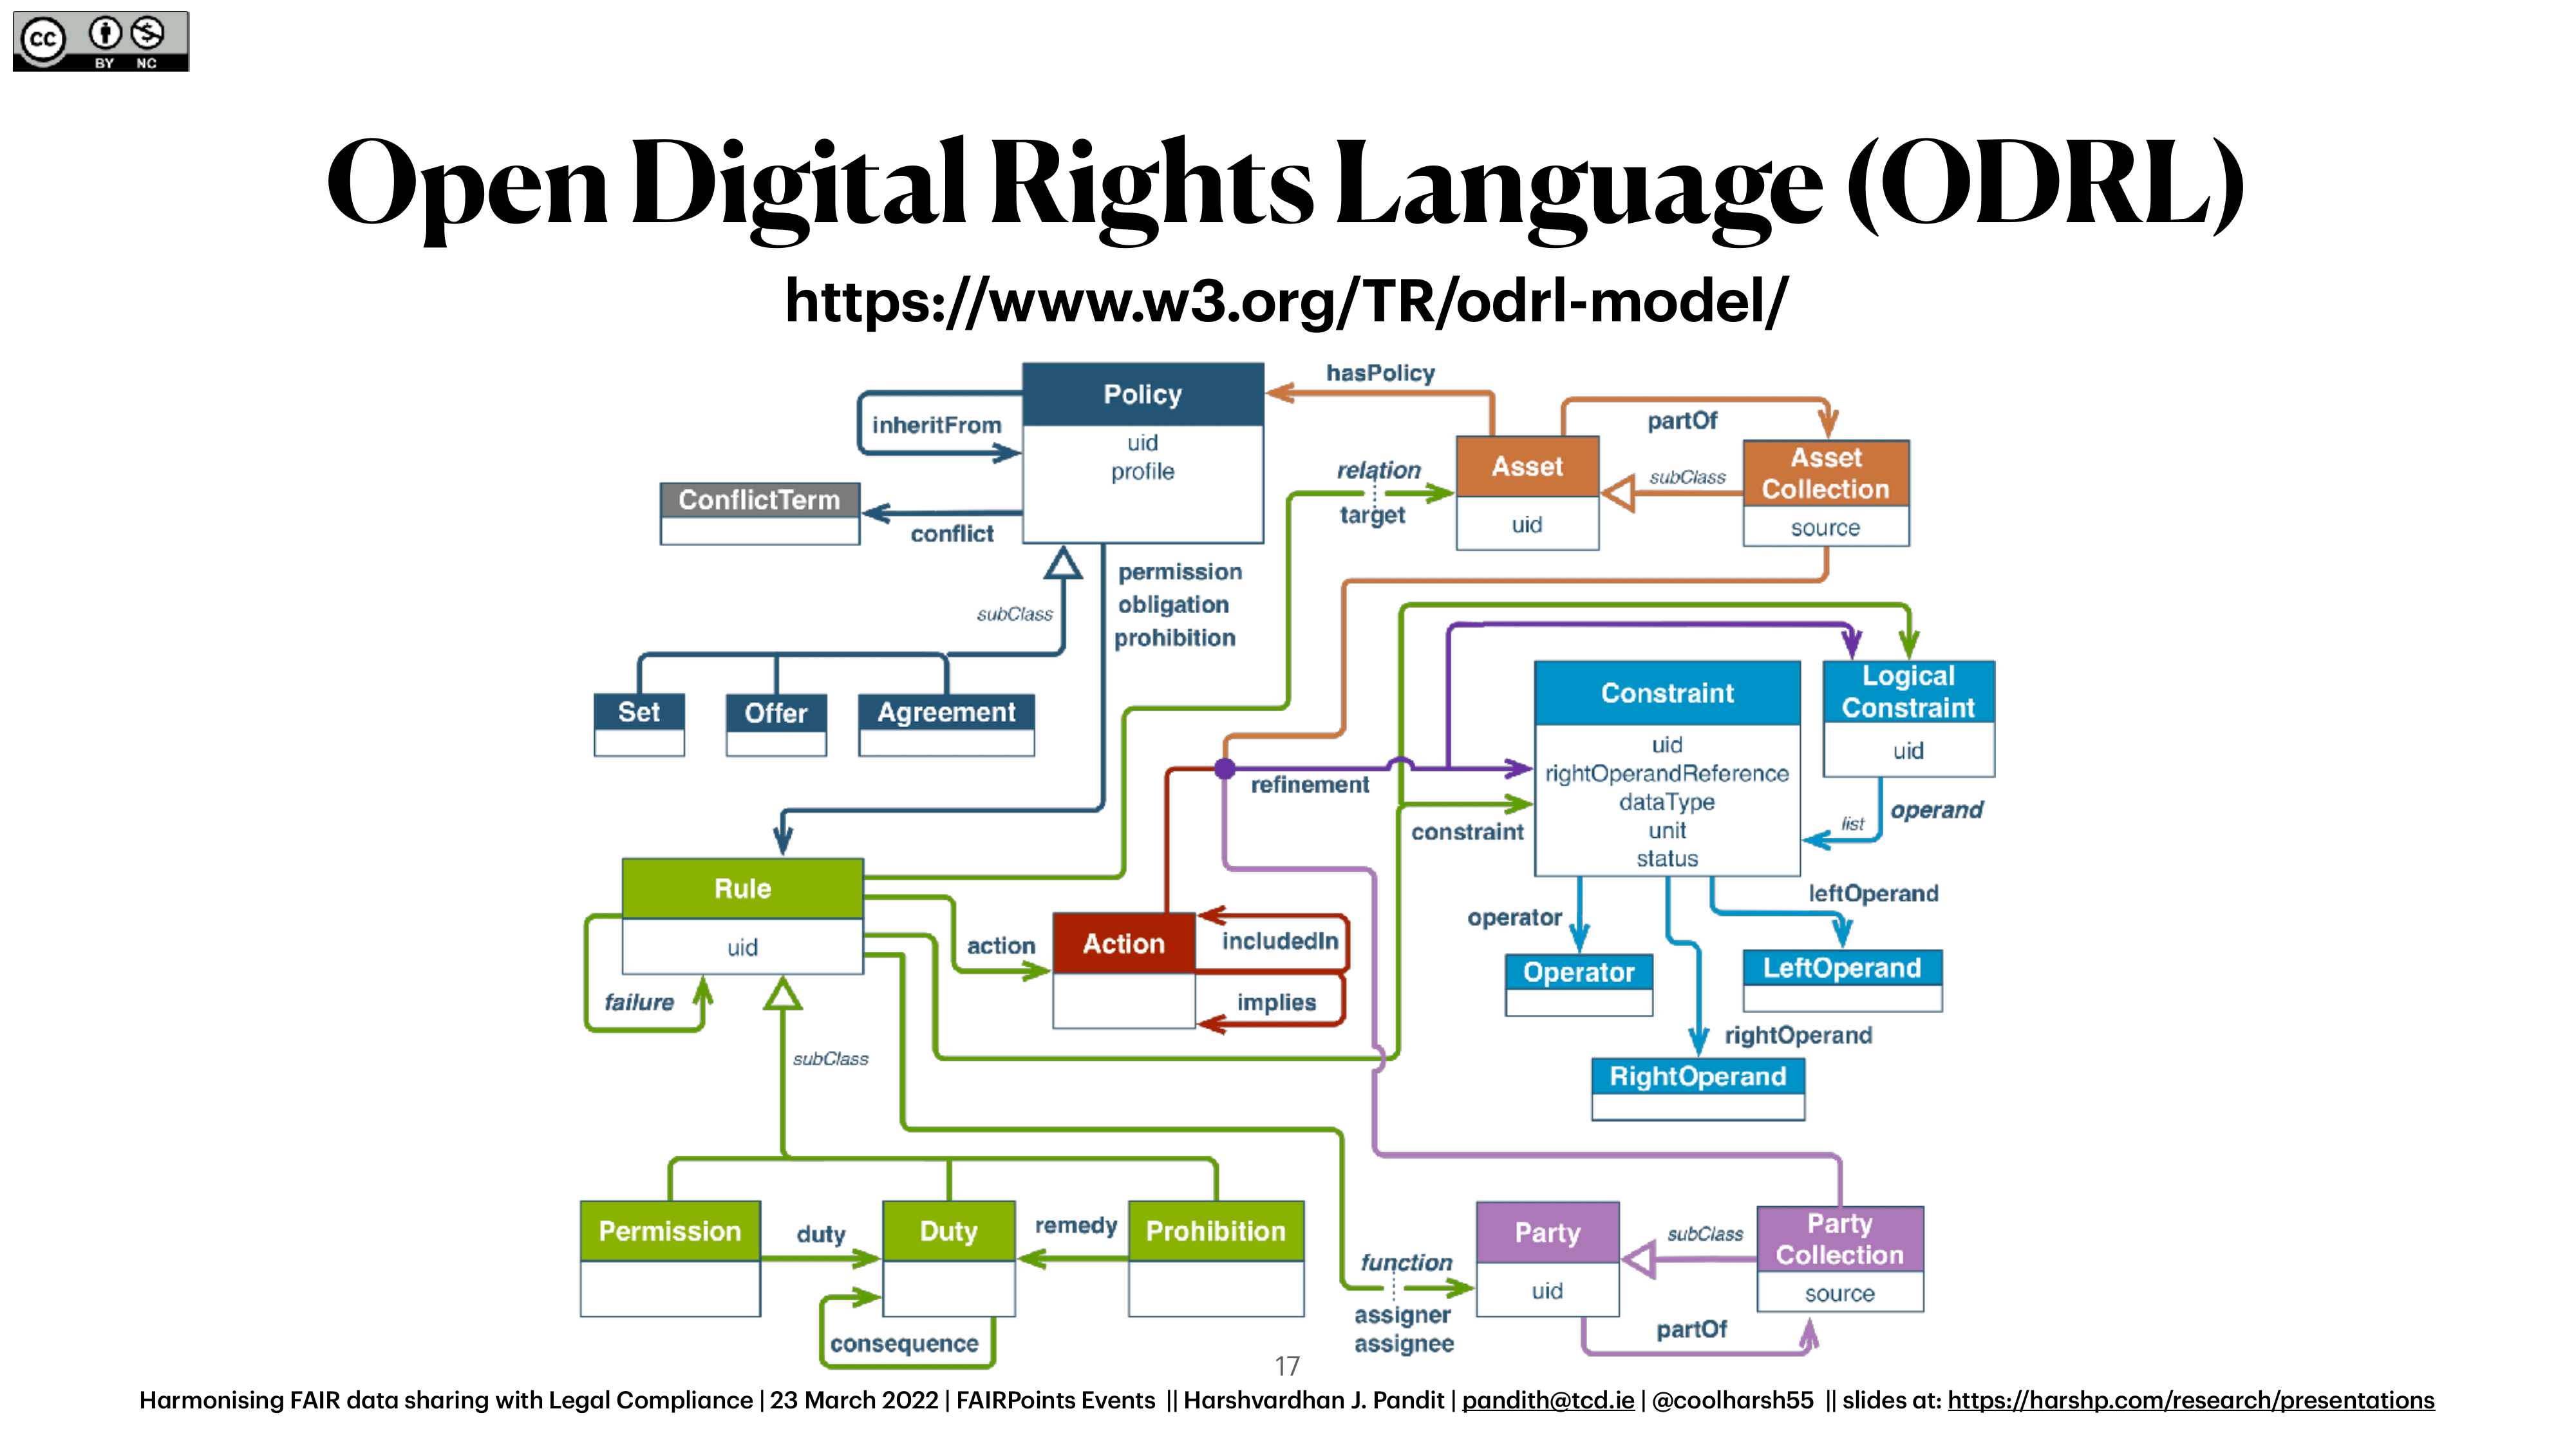 cc
BY NC
Open Digital Rights Language (ODRL)
https://www.w3.org/TR/odrl-model/
Policy
uid
profile
inheritFrom
ConflictTerm
conflict
hasPolicy
partOf
Asset
uid
subClass
Asset
Collection
source
relation
target
subClass
permission
obligation
prohibition
Set
Offer
Agreement
Constraint
uid
rightOperandReference
dataType
unit
status
Logical
Constraint
uid
refinement
constraint
list
operand
operator
leftOperand
Operator
LeftOperand
rightOperand
RightOperand
Rule
uid
failure
action
Action
includedIn
implies
subClass
Permission
duty
Duty
remedy
Prohibition
consequence
function
assigner
assignee
Party
uid
subClass
Party
Collection
source
partOf
17
Harmonising FAIR data sharing with Legal Compliance | 23 March 2022 | FAIRPoints Events || Harshvardhan J. Pandit | pandith@tcd.ie | @coolharsh55 || slides at: https://harshp.com/research/presentations